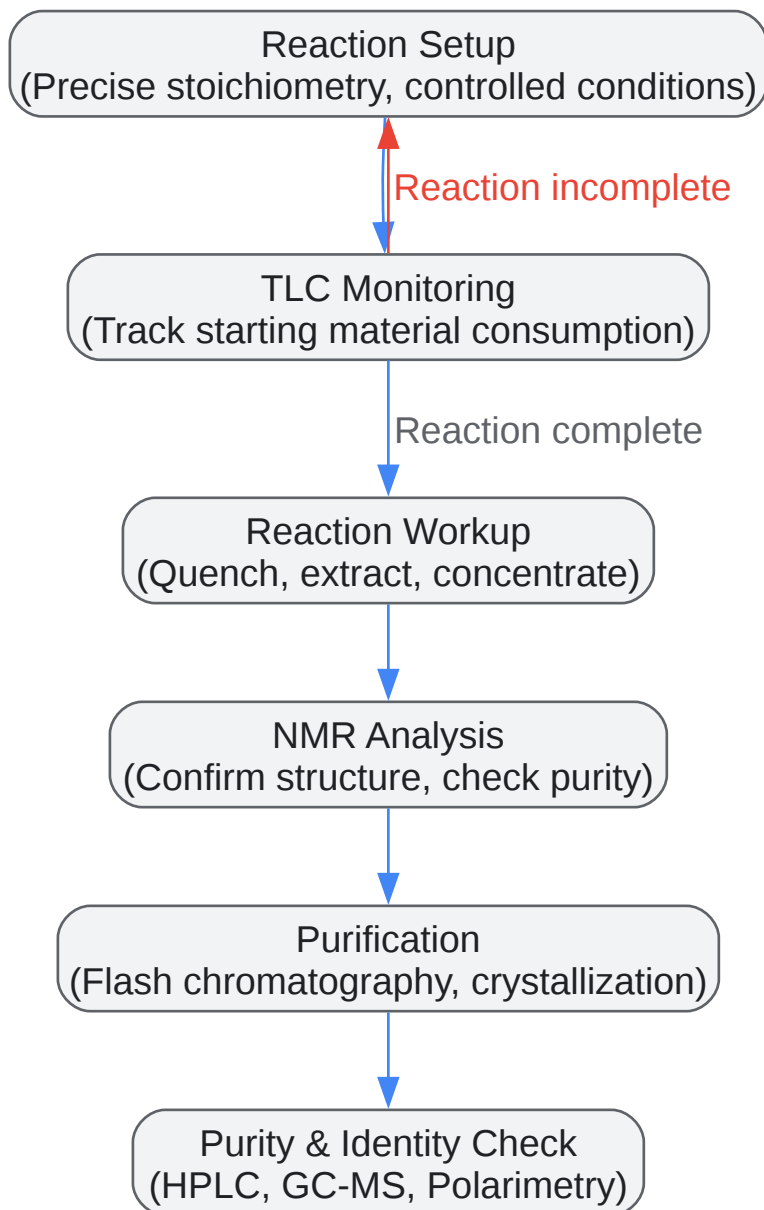 Reaction Setup
(Precise stoichiometry, controlled conditions)
Reaction incomplete
TLC Monitoring
(Track starting material consumption)
Reaction complete
Reaction Workup
(Quench, extract, concentrate)
NMR Analysis
(Confirm structure, check purity)
Purification
(Flash chromatography, crystallization)
Purity & Identity Check
(HPLC, GC-MS, Polarimetry)